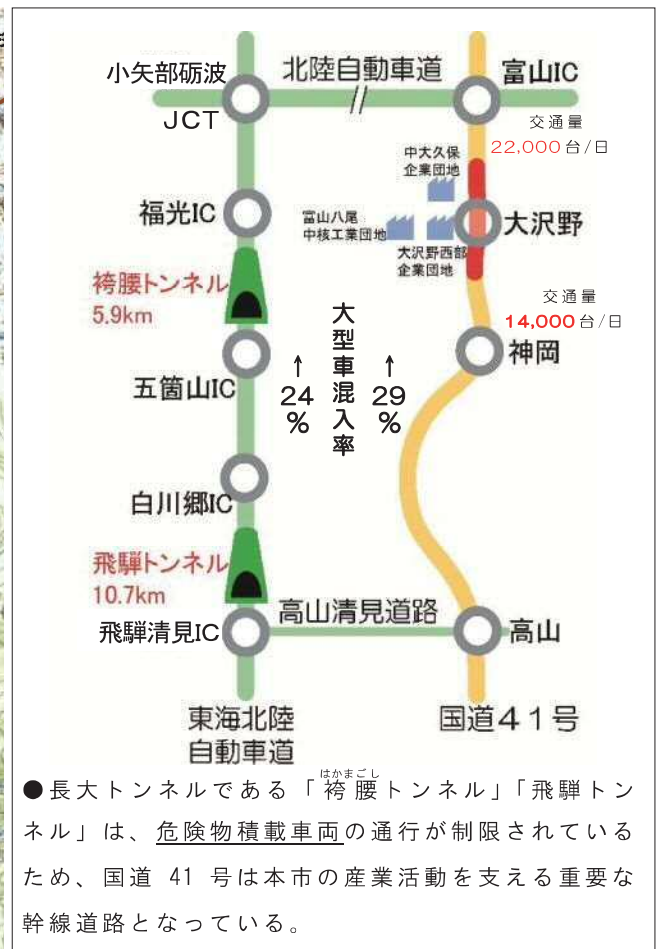 小矢部砺波
JCT
北陸自動車道
富山IC
交通量
22,000台/日
中大久保
企業団地
福光IC
富山八尾
中核工業団地
大沢野
大沢野西部
企業団地
袴腰トンネル
5.9km
交通量
14,000台/日
大型車混入率
↑
24
%
↑
29
%
神岡
五箇山IC
白川郷IC
飛騨トンネル
10.7km
高山清見道路
飛騨清見IC
高山
東海北陸
自動車道
国道41号
はかまごし
●長大トンネルである「袴腰トンネル」「飛騨トン
ネル」は、危険物積載車両の通行が制限されている
ため、国道 41 号は本市の産業活動を支える重要な
幹線道路となっている。